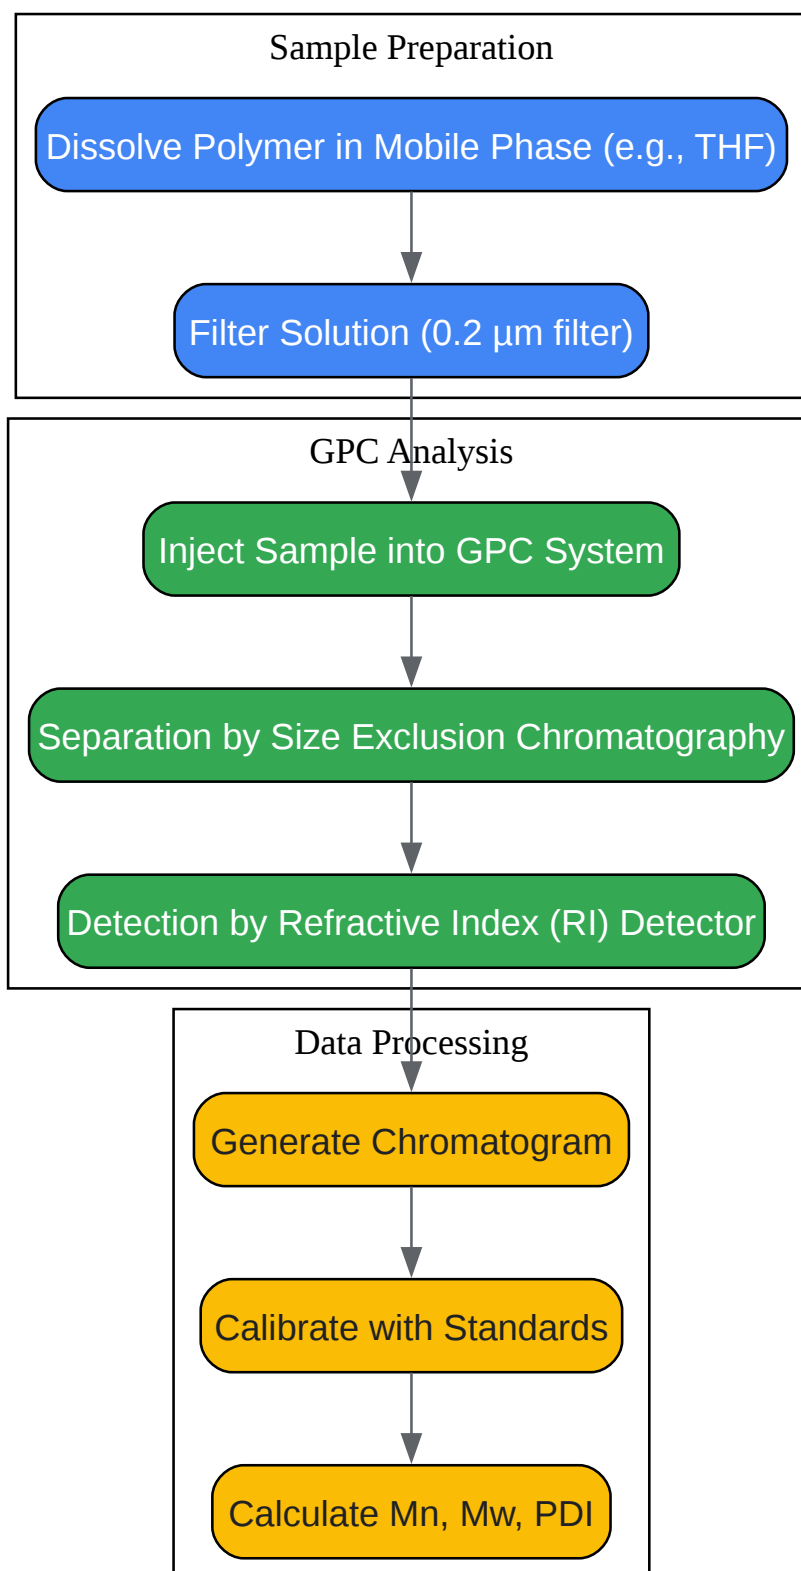 Sample Preparation
Dissolve Polymer in Mobile Phase (e.g., THF)
Filter Solution (0.2 µm filter)
GPC Analysis
Inject Sample into GPC System
Separation by Size Exclusion Chromatography
Detection by Refractive Index (RI) Detector
Data Processing
Generate Chromatogram
Calibrate with Standards
Calculate Mn, Mw, PDI